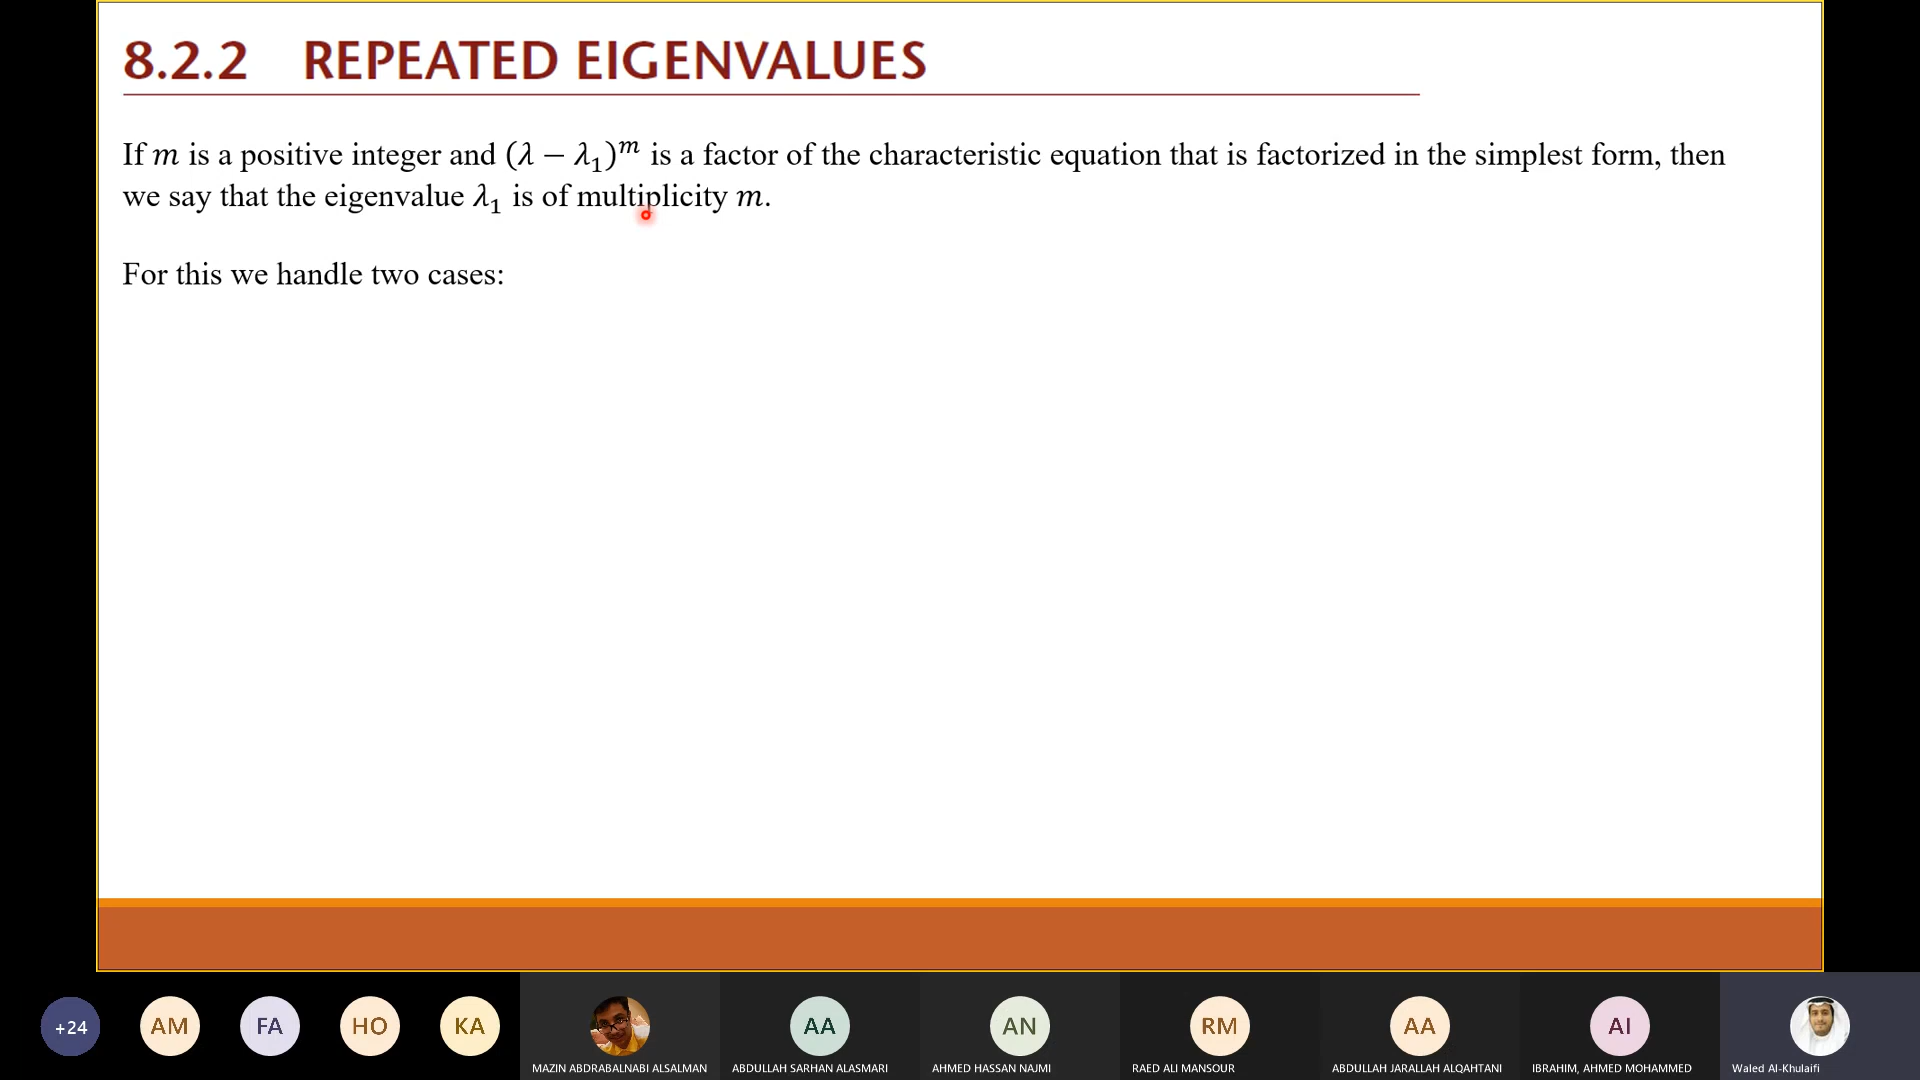 8.2.2 REPEATED EIGENVALUES
If m is a positive integer and (λ − λ₁)ᵐ is a factor of the characteristic equation that is factorized in the simplest form, then
we say that the eigenvalue λ₁ is of multiplicity m.
For this we handle two cases:
+24
AM
FA
HO
KA
AA
AN
RM
AA
AI
MAZIN ABDRABALNABI ALSALMAN
ABDULLAH SARHAN ALASMARI
AHMED HASSAN NAJMI
RAED ALI MANSOUR
ABDULLAH JARALLAH ALQAHTANI
IBRAHIM, AHMED MOHAMMED
Waled Al-Khulaifi